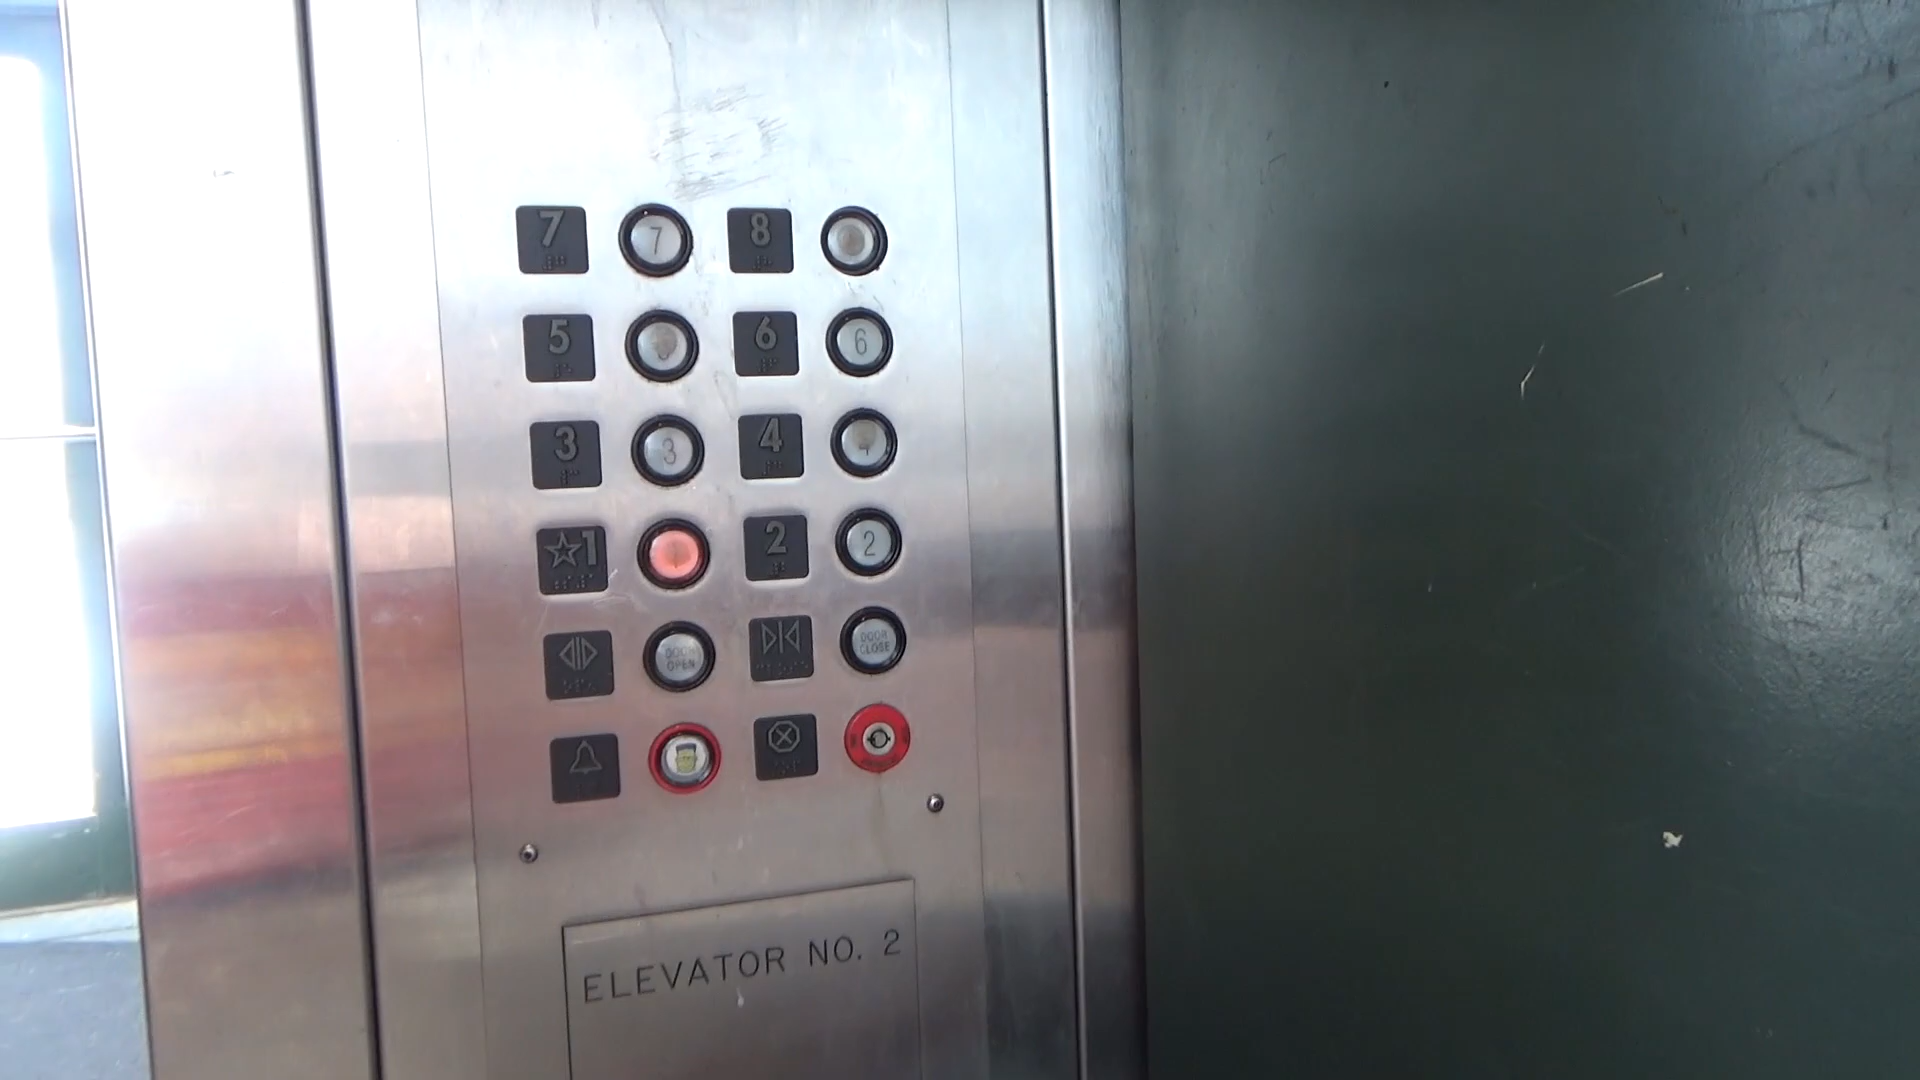 7 7 8
5 6 6
3 3 4 4
☆1 2 2
DOOR OPEN DOOR CLOSE
ELEVATOR NO. 2